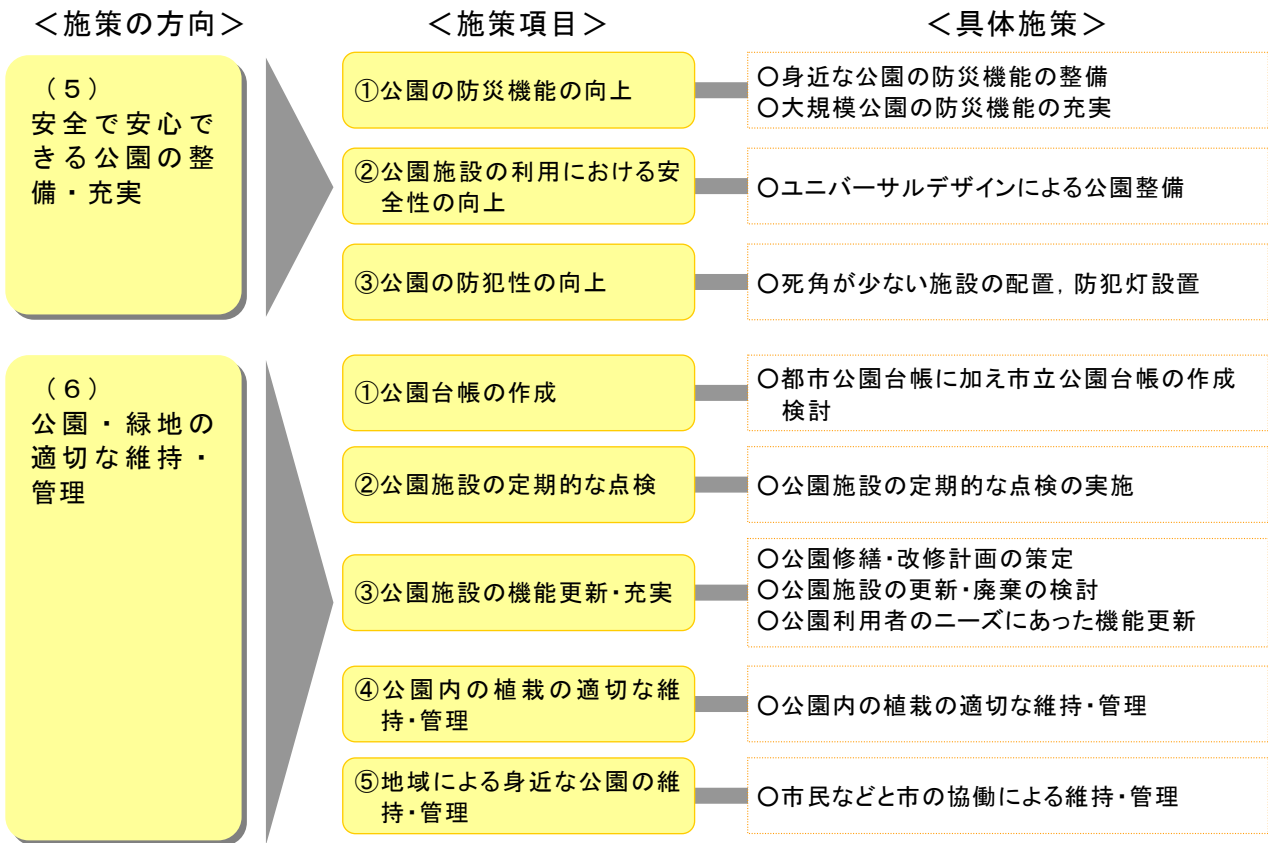 <施策の方向>
<施策項目>
<具体施策>
(5)
安全で安心で
きる公園の整
備・充実
①公園の防災機能の向上
○身近な公園の防災機能の整備
○大規模公園の防災機能の充実
②公園施設の利用における安
全性の向上
○ユニバーサルデザインによる公園整備
③公園の防犯性の向上
○死角が少ない施設の配置,防犯灯設置
(6)
公園・緑地の
適切な維持・
管理
①公園台帳の作成
○都市公園台帳に加え市立公園台帳の作成
検討
②公園施設の定期的な点検
○公園施設の定期的な点検の実施
③公園施設の機能更新・充実
○公園修繕・改修計画の策定
○公園施設の更新・廃棄の検討
○公園利用者のニーズにあった機能更新
④公園内の植栽の適切な維
持・管理
○公園内の植栽の適切な維持・管理
⑤地域による身近な公園の維
持・管理
○市民などと市の協働による維持・管理